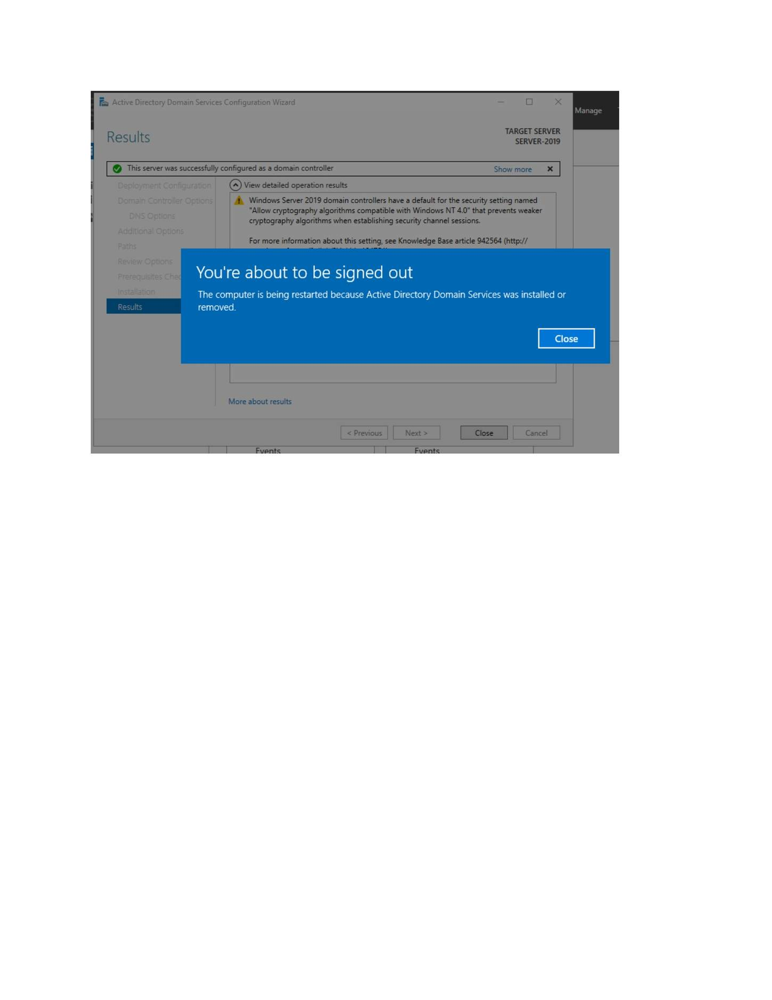 Active Directory Domain Services Configuration Wizard
Manage
Results
TARGET SERVER
SERVER-2019
This server was successfully configured as a domain controller
Show more
Deployment Configuration
Domain Controller Options
DNS Options
Additional Options
Paths
Review Options
Prerequisites Chec
Installation
Results
View detailed operation results
Windows Server 2019 domain controllers have a default for the security setting named
"Allow cryptography algorithms compatible with Windows NT 4.0" that prevents weaker
cryptography algorithms when establishing security channel sessions.
For more information about this setting, see Knowledge Base article 942564 (http://
You're about to be signed out
The computer is being restarted because Active Directory Domain Services was installed or
removed.
Close
More about results
< Previous
Next >
Close
Cancel
Events
Events